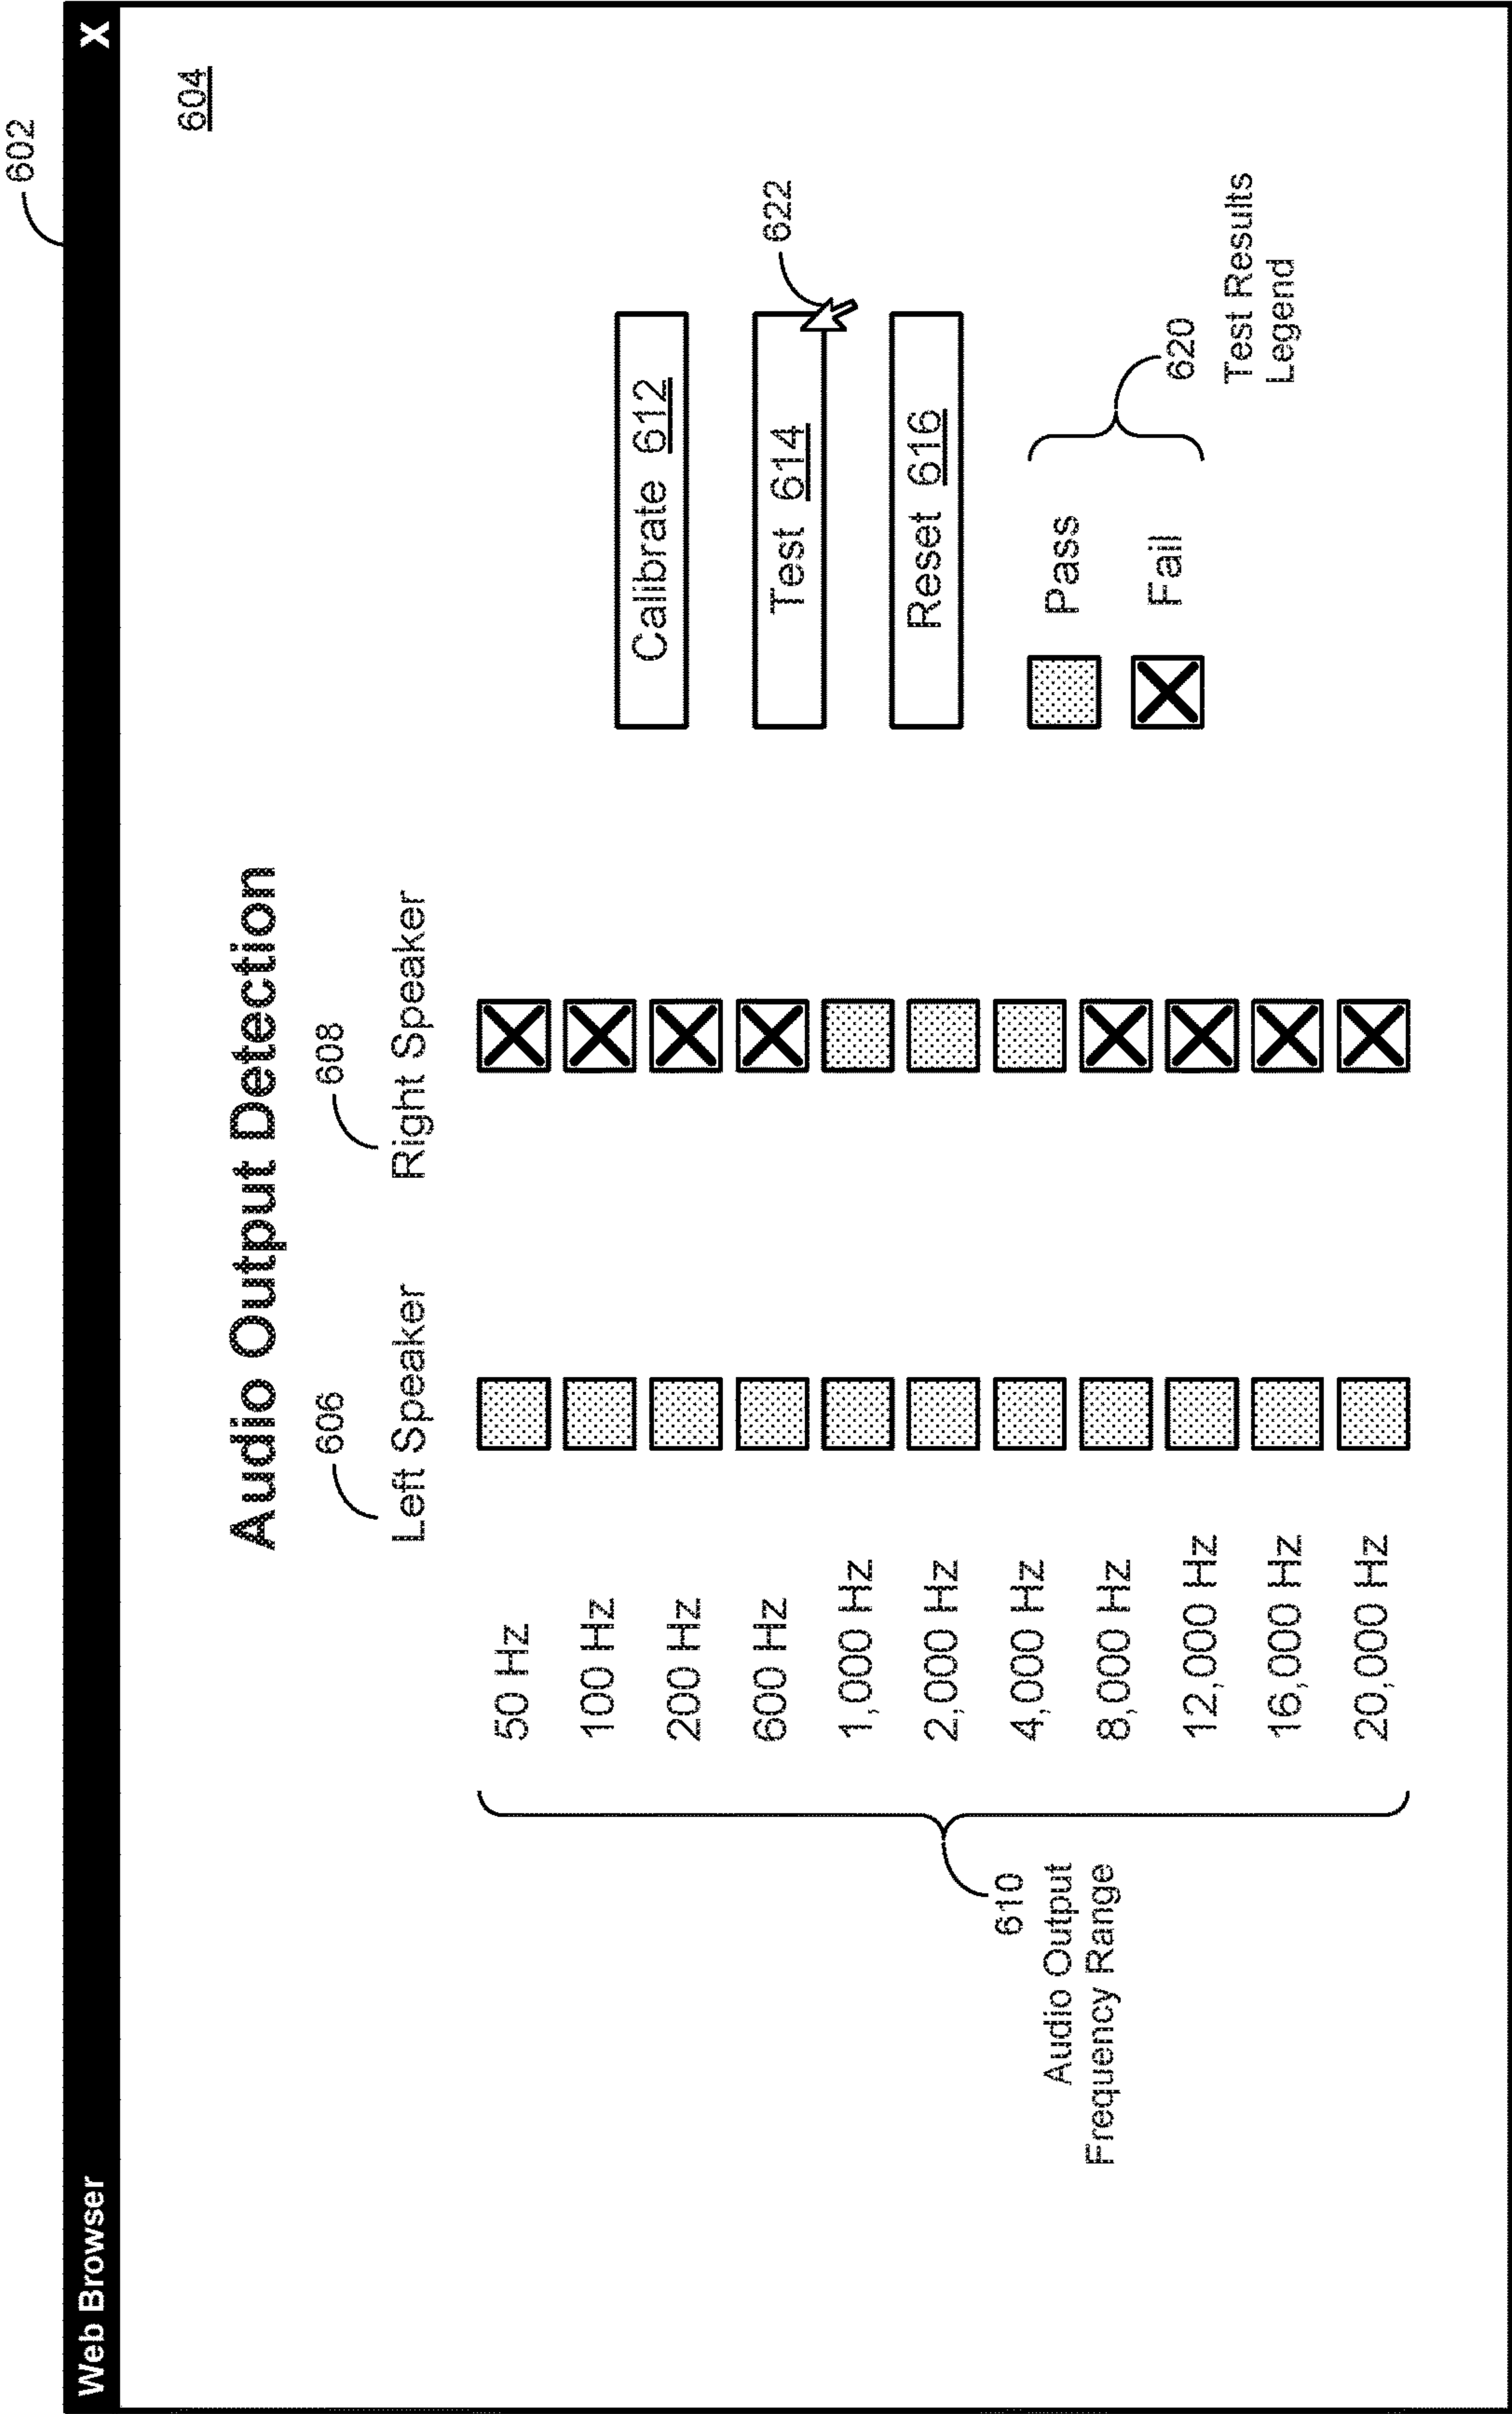 602
Web Browser X
604
Audio Output Detection
606
608
Left Speaker
Right Speaker
50 Hz
100 Hz
200 Hz
600 Hz
1,000 Hz
2,000 Hz
4,000 Hz
8,000 Hz
12,000 Hz
16,000 Hz
20,000 Hz
610
Audio Output
Frequency Range
Calibrate 612
622
Test 614
Reset 616
Pass
Fail
620
Test Results
Legend